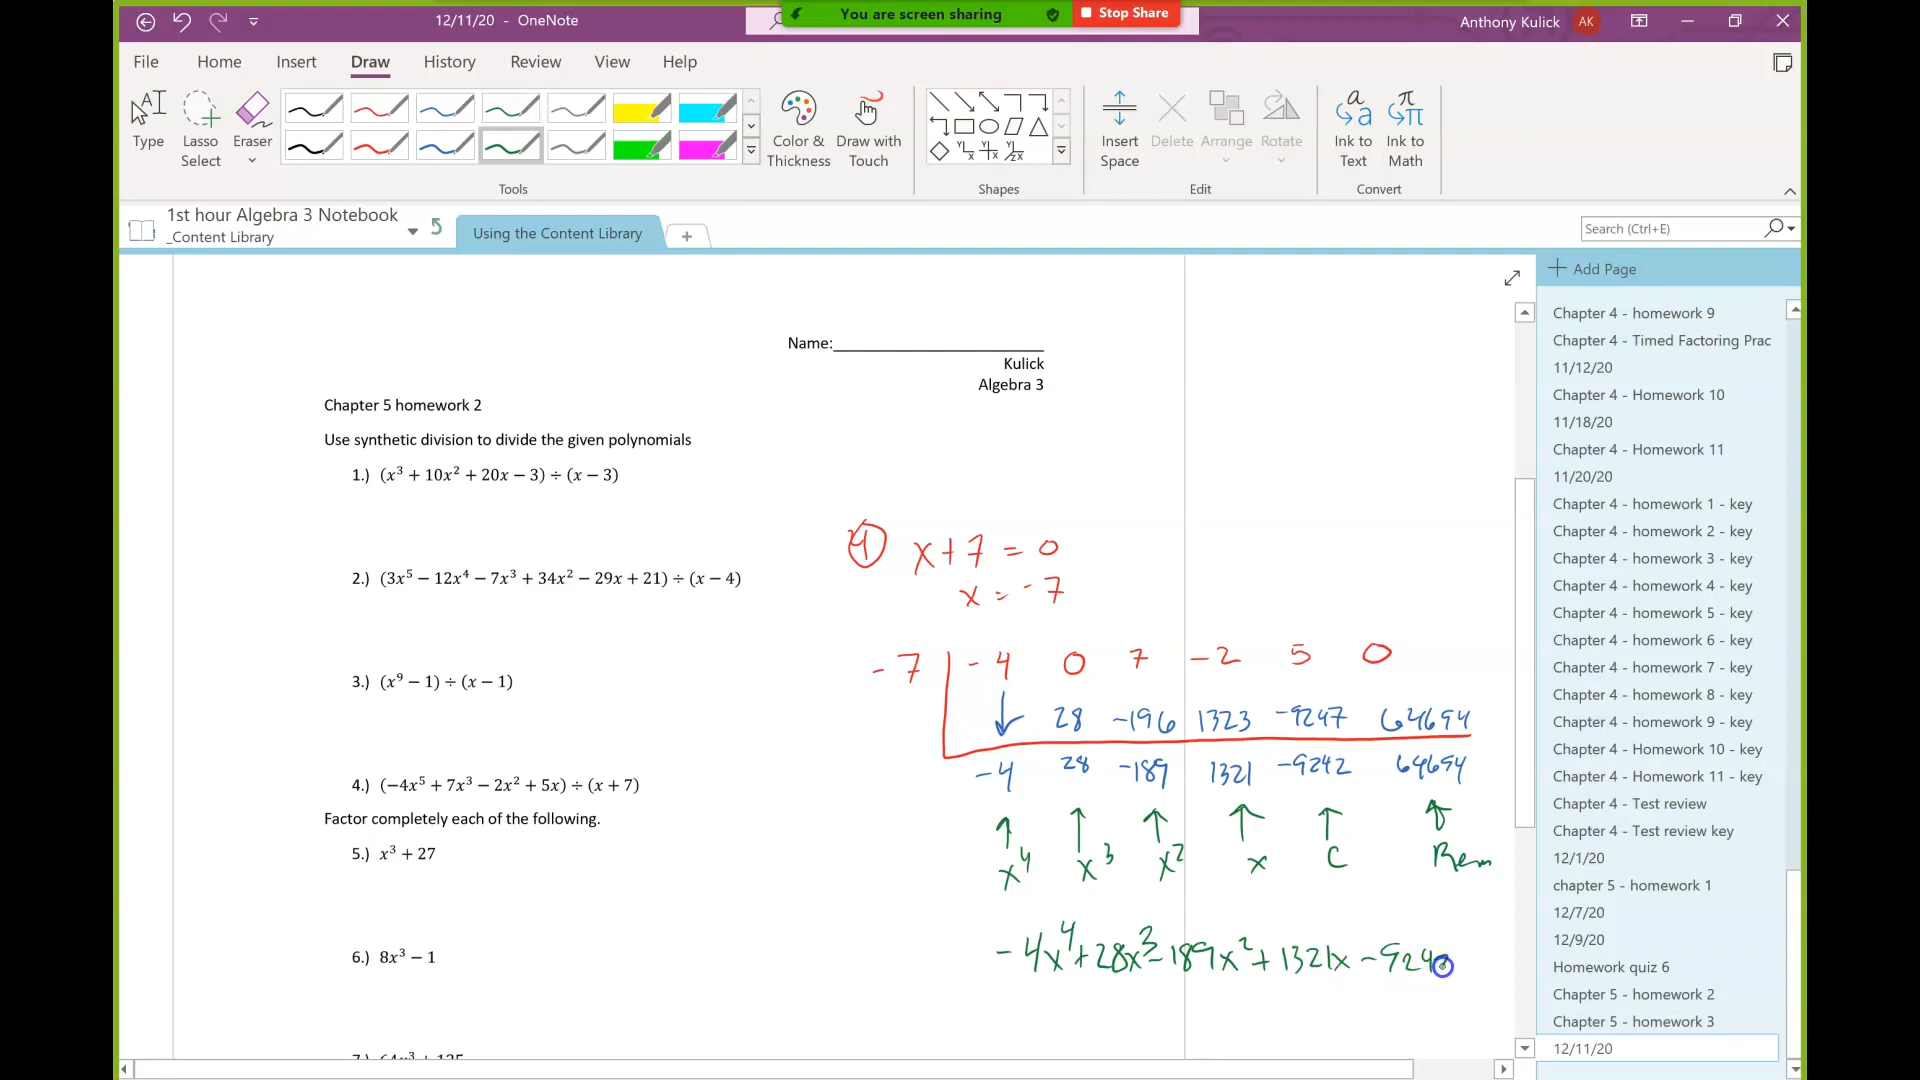 12/11/20 - OneNote
You are screen sharing
Stop Share
Anthony Kulick
AK
File Home Insert Draw History Review View Help
Type
Lasso Select
Eraser
Color & Thickness
Draw with Touch
Insert Space
Delete
Arrange
Rotate
Ink to Text
Ink to Math
Tools
Shapes
Edit
Convert
1st hour Algebra 3 Notebook
_Content Library
Using the Content Library
Search (Ctrl+E)
Name:
Kulick
Algebra 3
Chapter 5 homework 2
Use synthetic division to divide the given polynomials
1.) (x³ + 10x² + 20x − 3) ÷ (x − 3)
2.) (3x⁵ − 12x⁴ − 7x³ + 34x² − 29x + 21) ÷ (x − 4)
3.) (x⁹ − 1) ÷ (x − 1)
4.) (−4x⁵ + 7x³ − 2x² + 5x) ÷ (x + 7)
Factor completely each of the following.
5.) x³ + 27
6.) 8x³ − 1
4 x + 7 = 0
x = -7
-7 -4 0 7 -2 5 0
28 -196 1323 -9247 64694
-4 28 -189 1321 -9242 64694
x⁴ x³ x² x C Rem
-4x⁴ + 28x³ - 189x² + 1321x - 924
Add Page
Chapter 4 - homework 9
Chapter 4 - Timed Factoring Prac
11/12/20
Chapter 4 - Homework 10
11/18/20
Chapter 4 - Homework 11
11/20/20
Chapter 4 - homework 1 - key
Chapter 4 - homework 2 - key
Chapter 4 - homework 3 - key
Chapter 4 - homework 4 - key
Chapter 4 - homework 5 - key
Chapter 4 - homework 6 - key
Chapter 4 - homework 7 - key
Chapter 4 - homework 8 - key
Chapter 4 - homework 9 - key
Chapter 4 - Homework 10 - key
Chapter 4 - Homework 11 - key
Chapter 4 - Test review
Chapter 4 - Test review key
12/1/20
chapter 5 - homework 1
12/7/20
12/9/20
Homework quiz 6
Chapter 5 - homework 2
Chapter 5 - homework 3
12/11/20